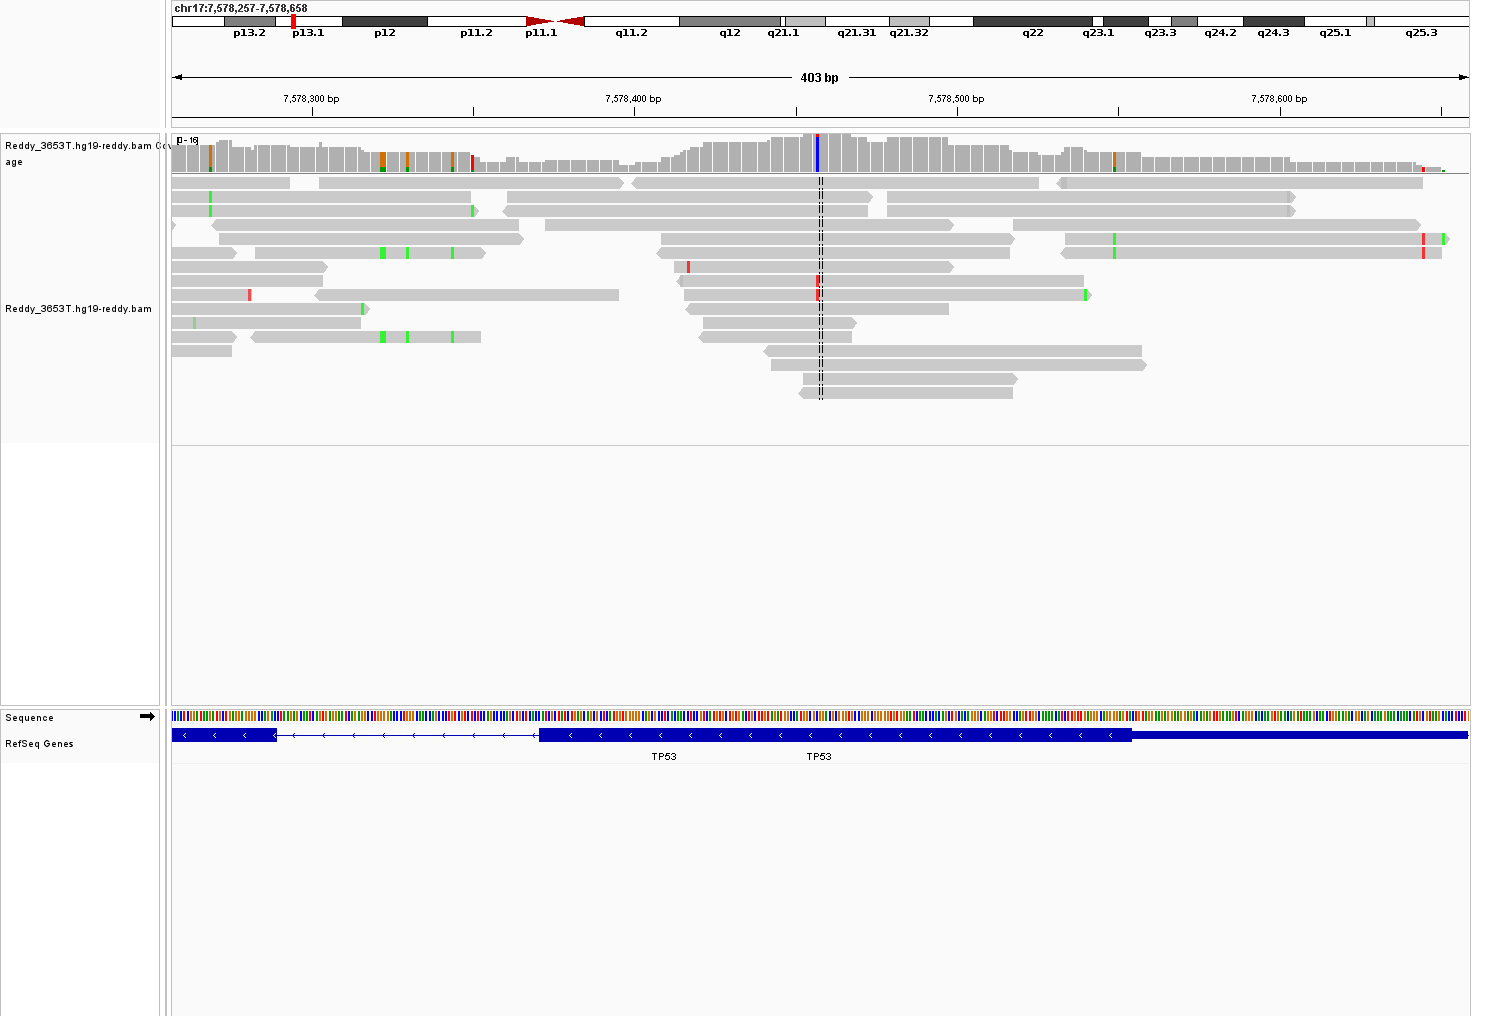 chr17:7,578,257-7,578,658
p13.2 p13.1 p12 p11.2 p11.1 q11.2 q12 q21.1 q21.31 q21.32 q22 q23.1 q23.3 q24.2 q24.3 q25.1 q25.3
403 bp
7,578,300 bp 7,578,400 bp 7,578,500 bp 7,578,600 bp
Reddy_3653T.hg19-reddy.bam Cov
age
[0 - 16]
Reddy_3653T.hg19-reddy.bam
Sequence
RefSeq Genes
TP53 TP53